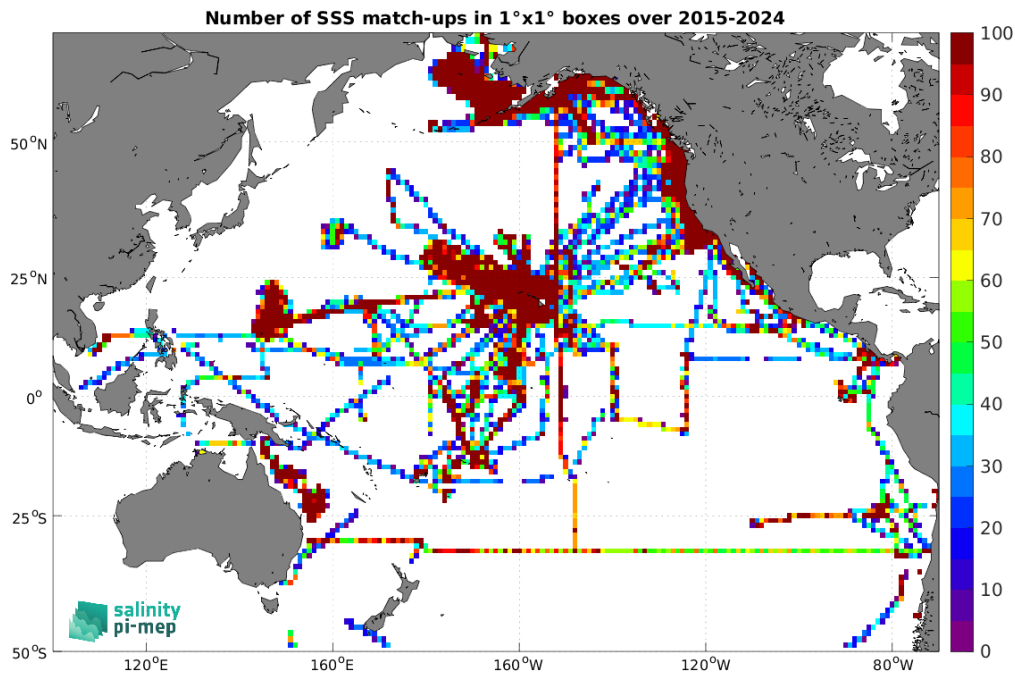 Number of SSS match-ups in 1°x1° boxes over 2015-2024
100
90
80
70
60
50
40
30
20
10
0
50°N
25°N
0°
25°S
50°S
120°E
160°E
160°W
120°W
80°W
salinity
pi-mep